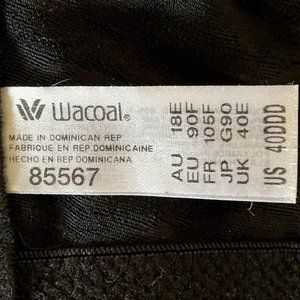 Wacoal®
MADE IN DOMINICAN REP
FABRIQUE EN REP.DOMINICAINE
HECHO EN REP DOMINICANA
85567
AU 18E
EU 90F
FR 105F
JP G90
UK 40E
US 40DDD